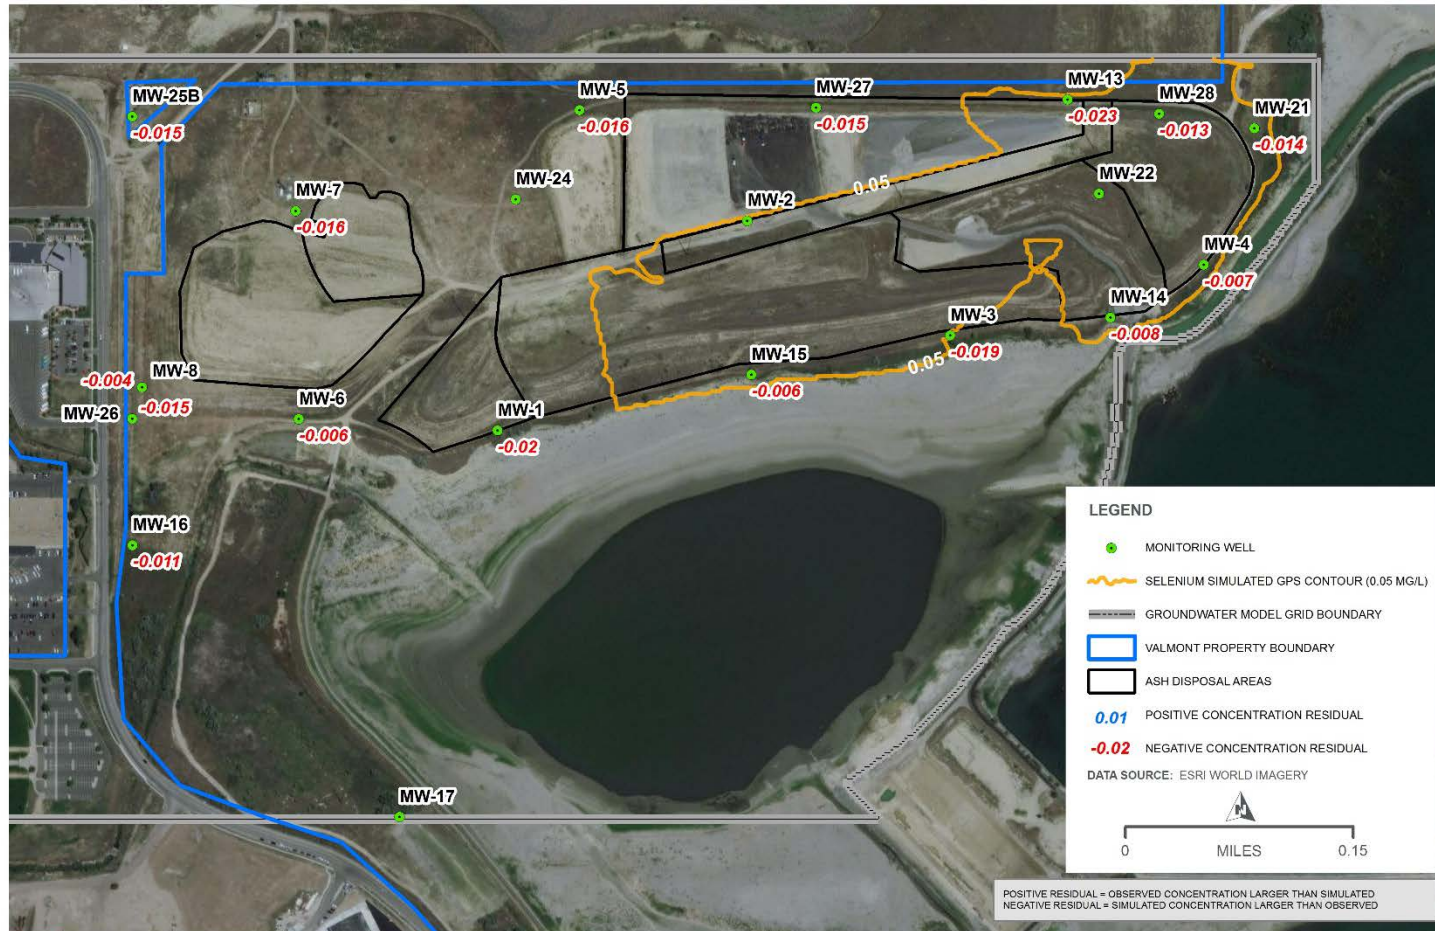 MW-25B
-0.015
MW-5
-0.016
MW-27
-0.015
MW-13
-0.023
MW-28
-0.013
MW-21
-0.014
MW-7
-0.016
MW-24
MW-2
0.05
MW-22
MW-4
-0.007
MW-14
-0.008
MW-3
-0.019
0.05
MW-15
-0.006
MW-8
-0.004
-0.015
MW-26
MW-6
-0.006
MW-1
-0.02
MW-16
-0.011
MW-17
LEGEND
MONITORING WELL
SELENIUM SIMULATED GPS CONTOUR (0.05 MG/L)
GROUNDWATER MODEL GRID BOUNDARY
VALMONT PROPERTY BOUNDARY
ASH DISPOSAL AREAS
0.01 POSITIVE CONCENTRATION RESIDUAL
-0.02 NEGATIVE CONCENTRATION RESIDUAL
DATA SOURCE: ESRI WORLD IMAGERY
N
0 MILES 0.15
POSITIVE RESIDUAL = OBSERVED CONCENTRATION LARGER THAN SIMULATED
NEGATIVE RESIDUAL = SIMULATED CONCENTRATION LARGER THAN OBSERVED